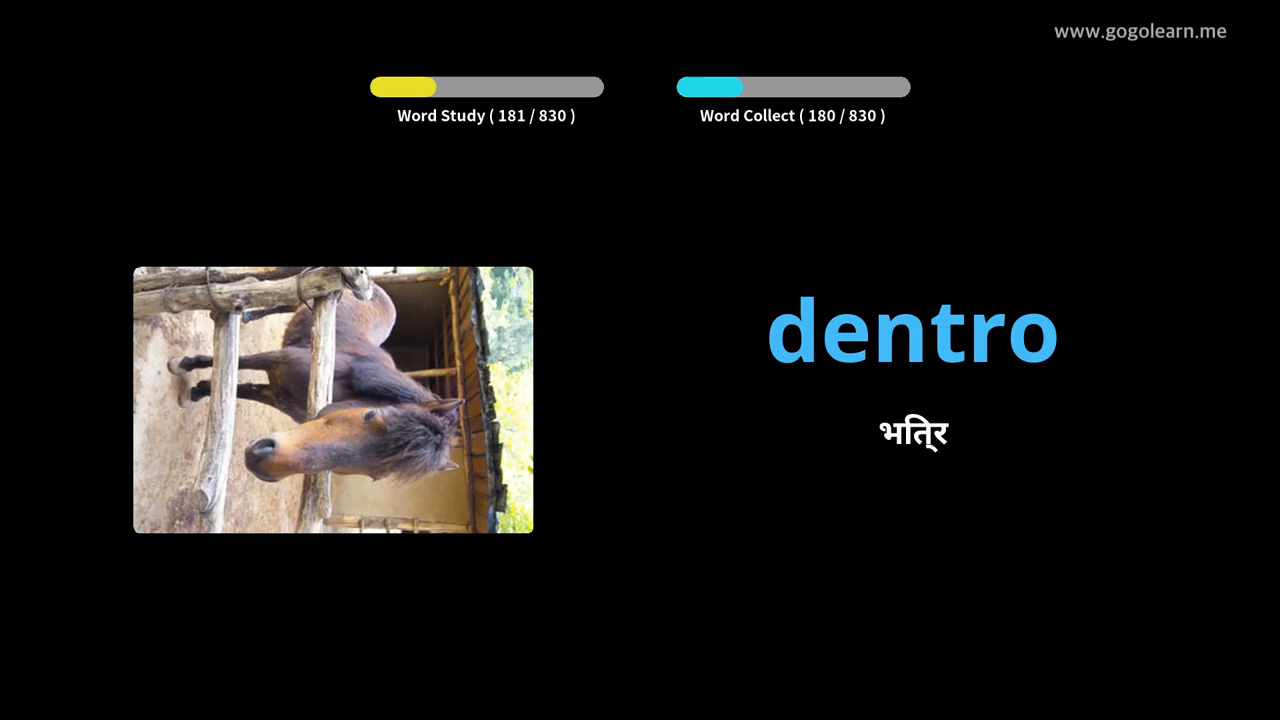 www.gogolearn.me
Word Study ( 181 / 830 )
Word Collect ( 180 / 830 )
dentro
भित्र